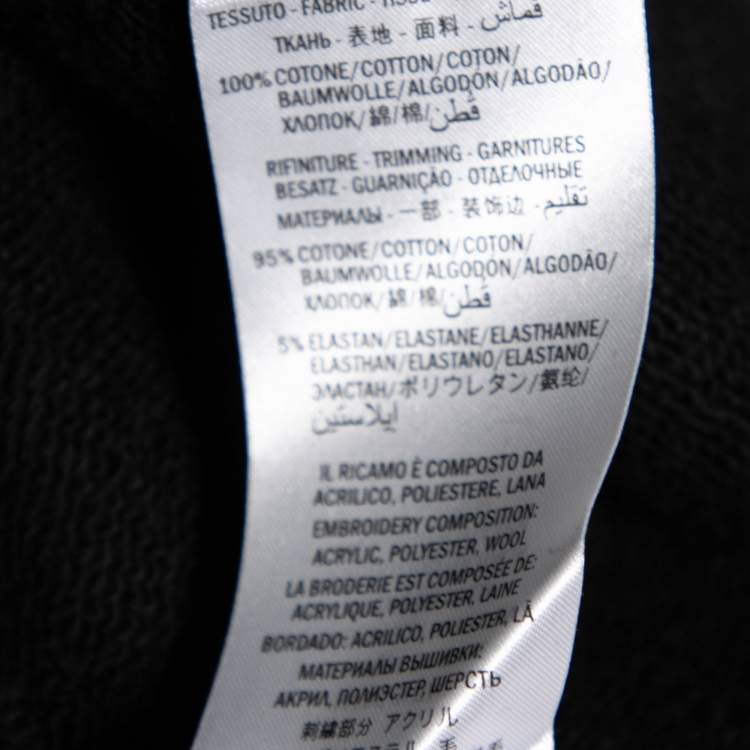 TESSUTO - FABRIC - TISSU
قماش
ТКАНЬ - 表地 - 面料 -
100% COTONE/COTTON/COTON/
BAUMWOLLE/ALGODÓN/ALGODÃO/
ХЛОПОК/綿/棉/قطن
RIFINITURE - TRIMMING - GARNITURES
BESATZ - GUARNIÇÃO - ОТДЕЛОЧНЫЕ
МАТЕРИАЛЫ - 一部 - 装饰边 - تقليم
95% COTONE/COTTON/COTON/
BAUMWOLLE/ALGODÓN/ALGODÃO/
ХЛОПОК/綿/棉/قطن
5% ELASTAN/ELASTANE/ELASTHANNE/
ELASTHAN/ELASTANO/ELASTANO/
ЭЛАСТАН/ポリウレタン/氨纶/
ايلاستين
IL RICAMO È COMPOSTO DA
ACRILICO, POLIESTERE, LANA
EMBROIDERY COMPOSITION:
ACRYLIC, POLYESTER, WOOL
LA BRODERIE EST COMPOSÉE DE:
ACRYLIQUE, POLYESTER, LAINE
BORDADO: ACRILICO, POLIESTER, LÃ
МАТЕРИАЛЫ ВЫШИВКИ:
АКРИЛ, ПОЛИЭСТЕР, ШЕРСТЬ
刺繍部分 アクリル